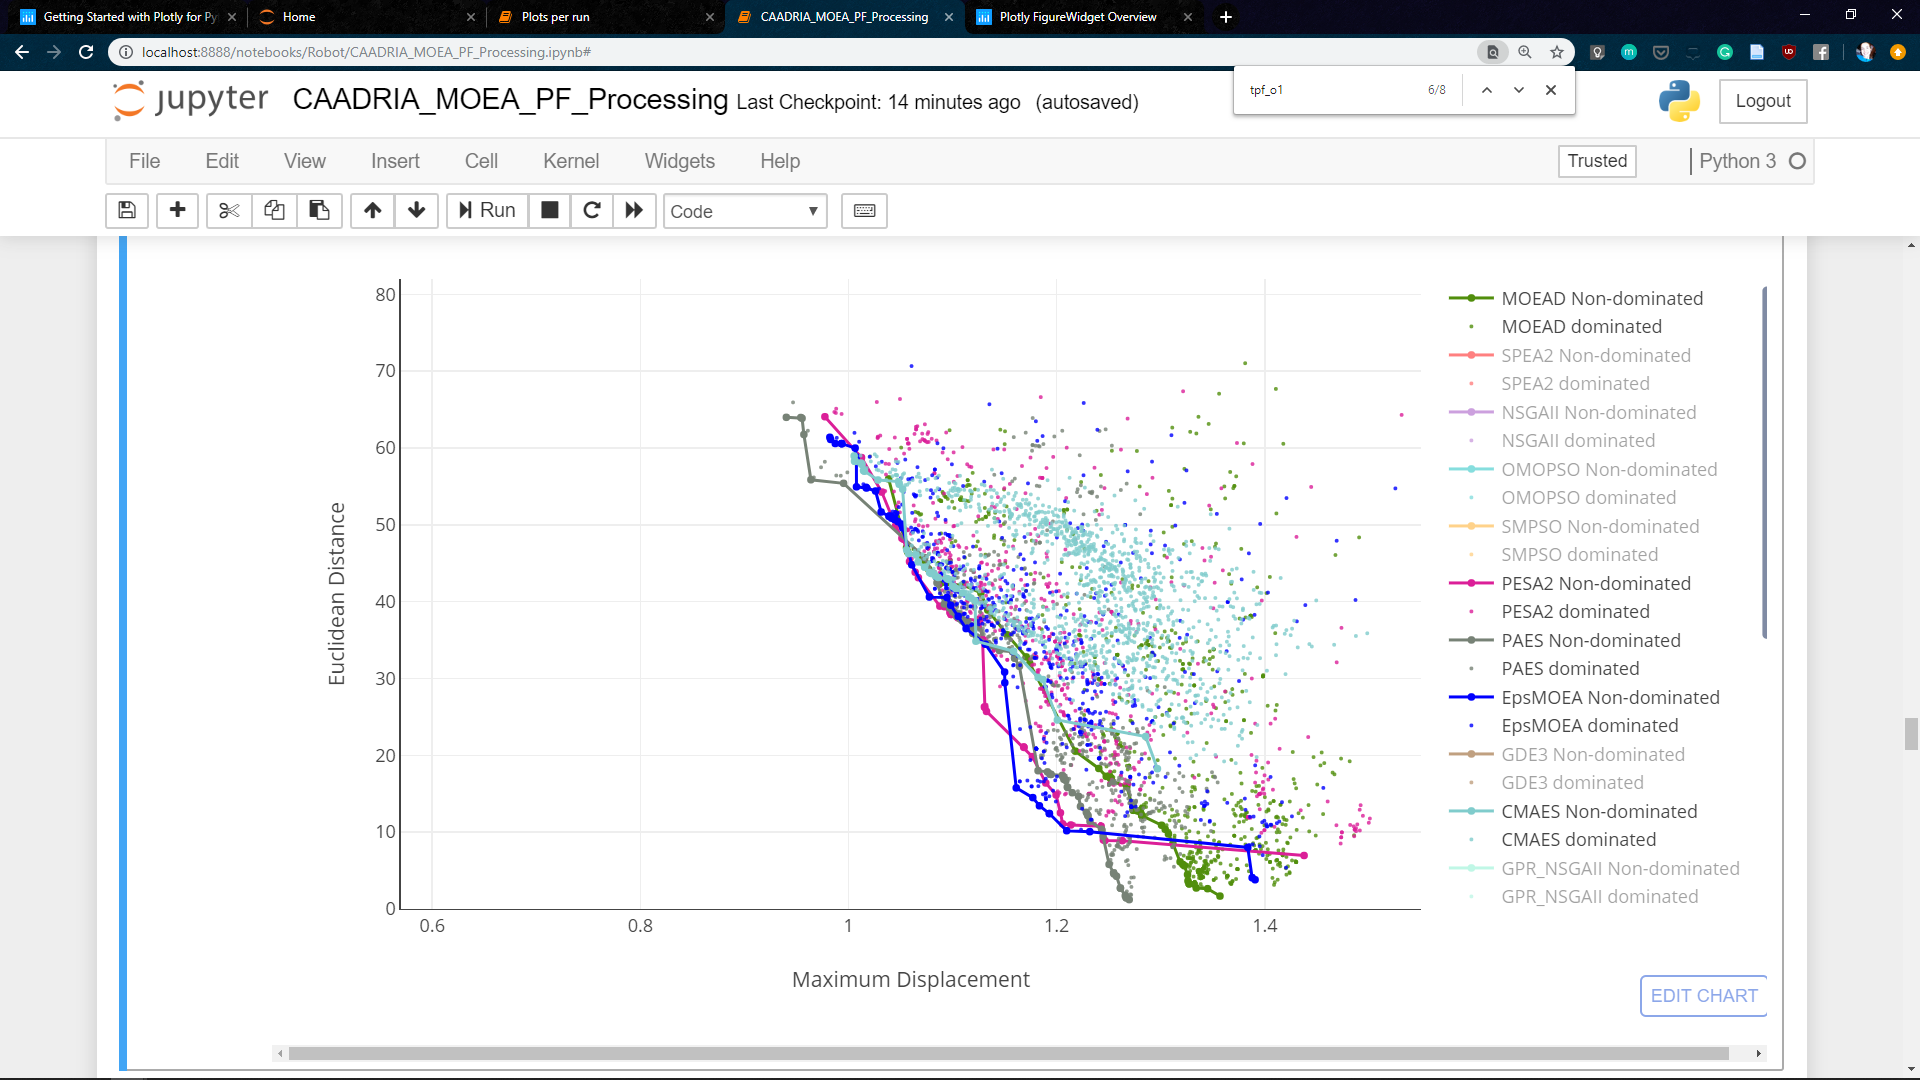 Getting Started with Plotly for Py
Home
Plots per run
CAADRIA_MOEA_PF_Processing
Plotly FigureWidget Overview
localhost:8888/notebooks/Robot/CAADRIA_MOEA_PF_Processing.ipynb#
tpf_o1 6/8
jupyter CAADRIA_MOEA_PF_Processing Last Checkpoint: 14 minutes ago (autosaved)
Logout
File Edit View Insert Cell Kernel Widgets Help
Trusted Python 3
Run Code
80
70
60
50
40
30
20
10
0
Euclidean Distance
0.6 0.8 1 1.2 1.4
Maximum Displacement
MOEAD Non-dominated
MOEAD dominated
SPEA2 Non-dominated
SPEA2 dominated
NSGAII Non-dominated
NSGAII dominated
OMOPSO Non-dominated
OMOPSO dominated
SMPSO Non-dominated
SMPSO dominated
PESA2 Non-dominated
PESA2 dominated
PAES Non-dominated
PAES dominated
EpsMOEA Non-dominated
EpsMOEA dominated
GDE3 Non-dominated
GDE3 dominated
CMAES Non-dominated
CMAES dominated
GPR_NSGAII Non-dominated
GPR_NSGAII dominated
EDIT CHART